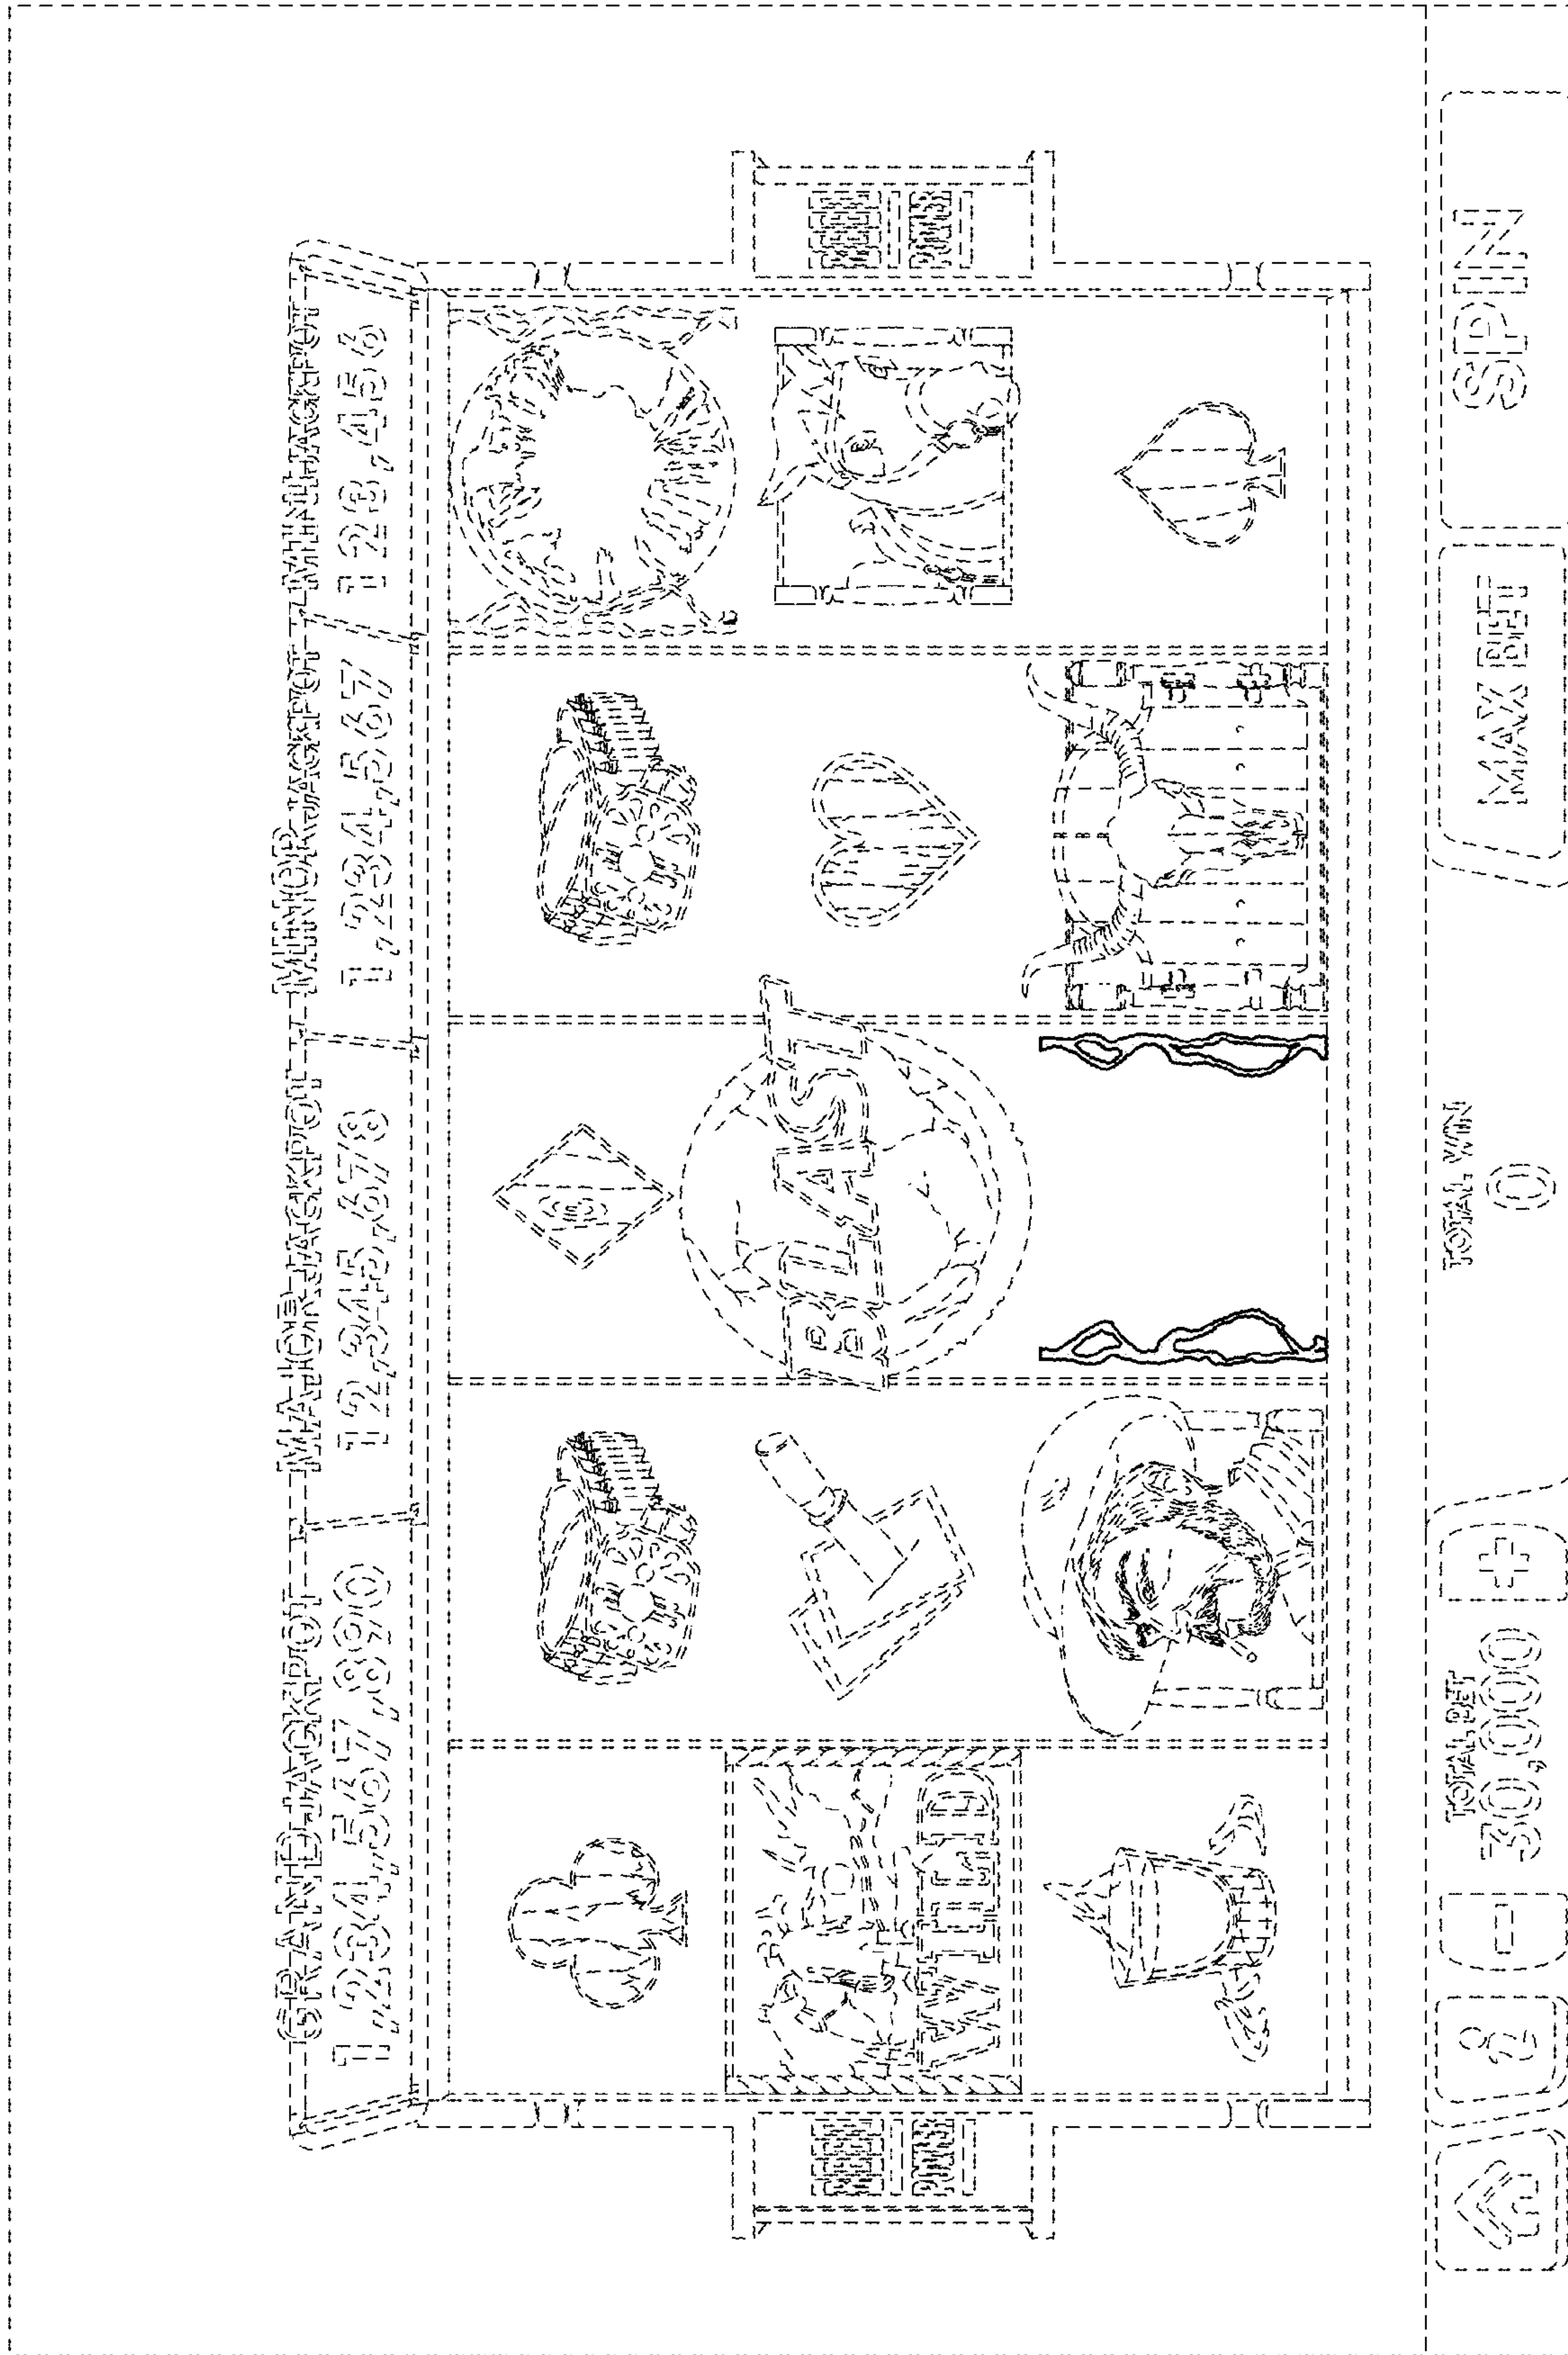 GRAND JACKPOT
1,234,567,890
MAJOR JACKPOT
12,345,678
MINOR JACKPOT
1,234,567
MINI JACKPOT
123,456
WILD
BLAST
i
-
TOTAL BET
30,000
+
TOTAL WIN
0
MAX BET
SPIN